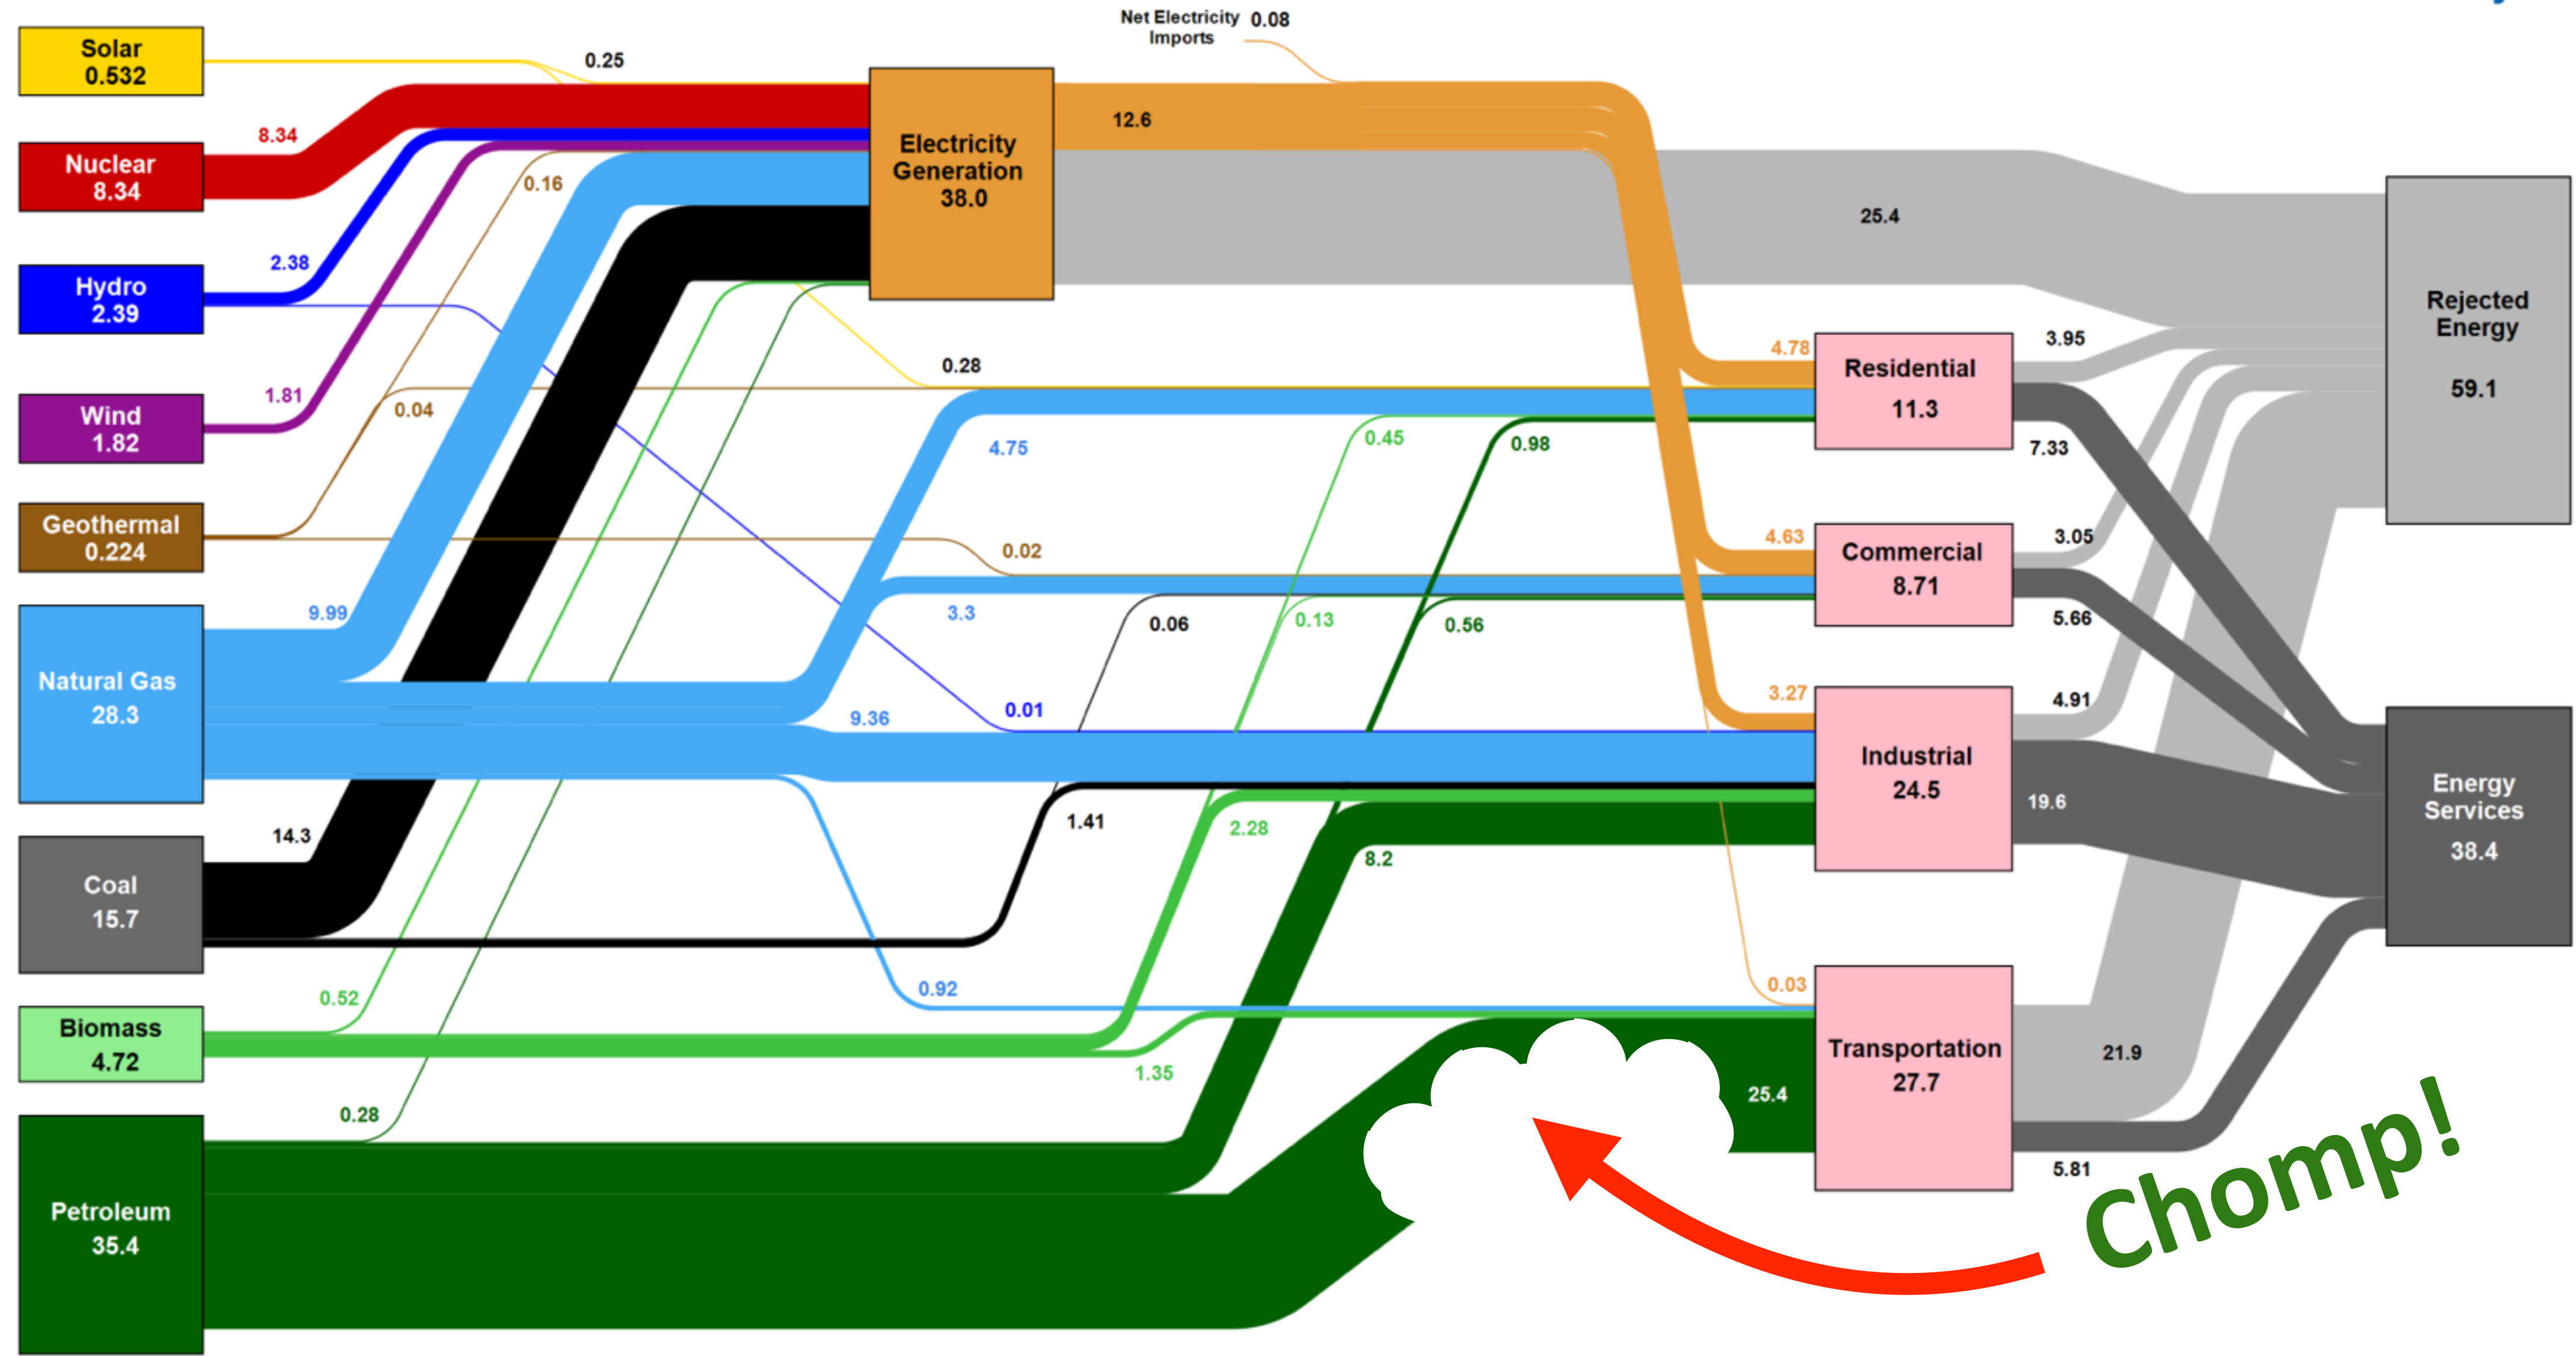 Net Electricity 0.08
Imports
Solar
0.532
0.25
Nuclear
8.34
8.34
Hydro
2.39
2.38
Wind
1.82
1.81
Geothermal
0.224
0.16
0.04
0.02
Natural Gas
28.3
9.99
4.75
3.3
9.36
0.92
Coal
15.7
14.3
0.06
1.41
Biomass
4.72
0.52
0.45
0.13
2.28
1.35
Petroleum
35.4
0.28
0.98
0.56
8.2
25.4
Electricity
Generation
38.0
12.6
25.4
0.28
0.01
4.78
4.63
3.27
0.03
Residential
11.3
3.95
7.33
Commercial
8.71
3.05
5.66
Industrial
24.5
4.91
19.6
Transportation
27.7
21.9
5.81
Rejected
Energy
59.1
Energy
Services
38.4
Chomp!